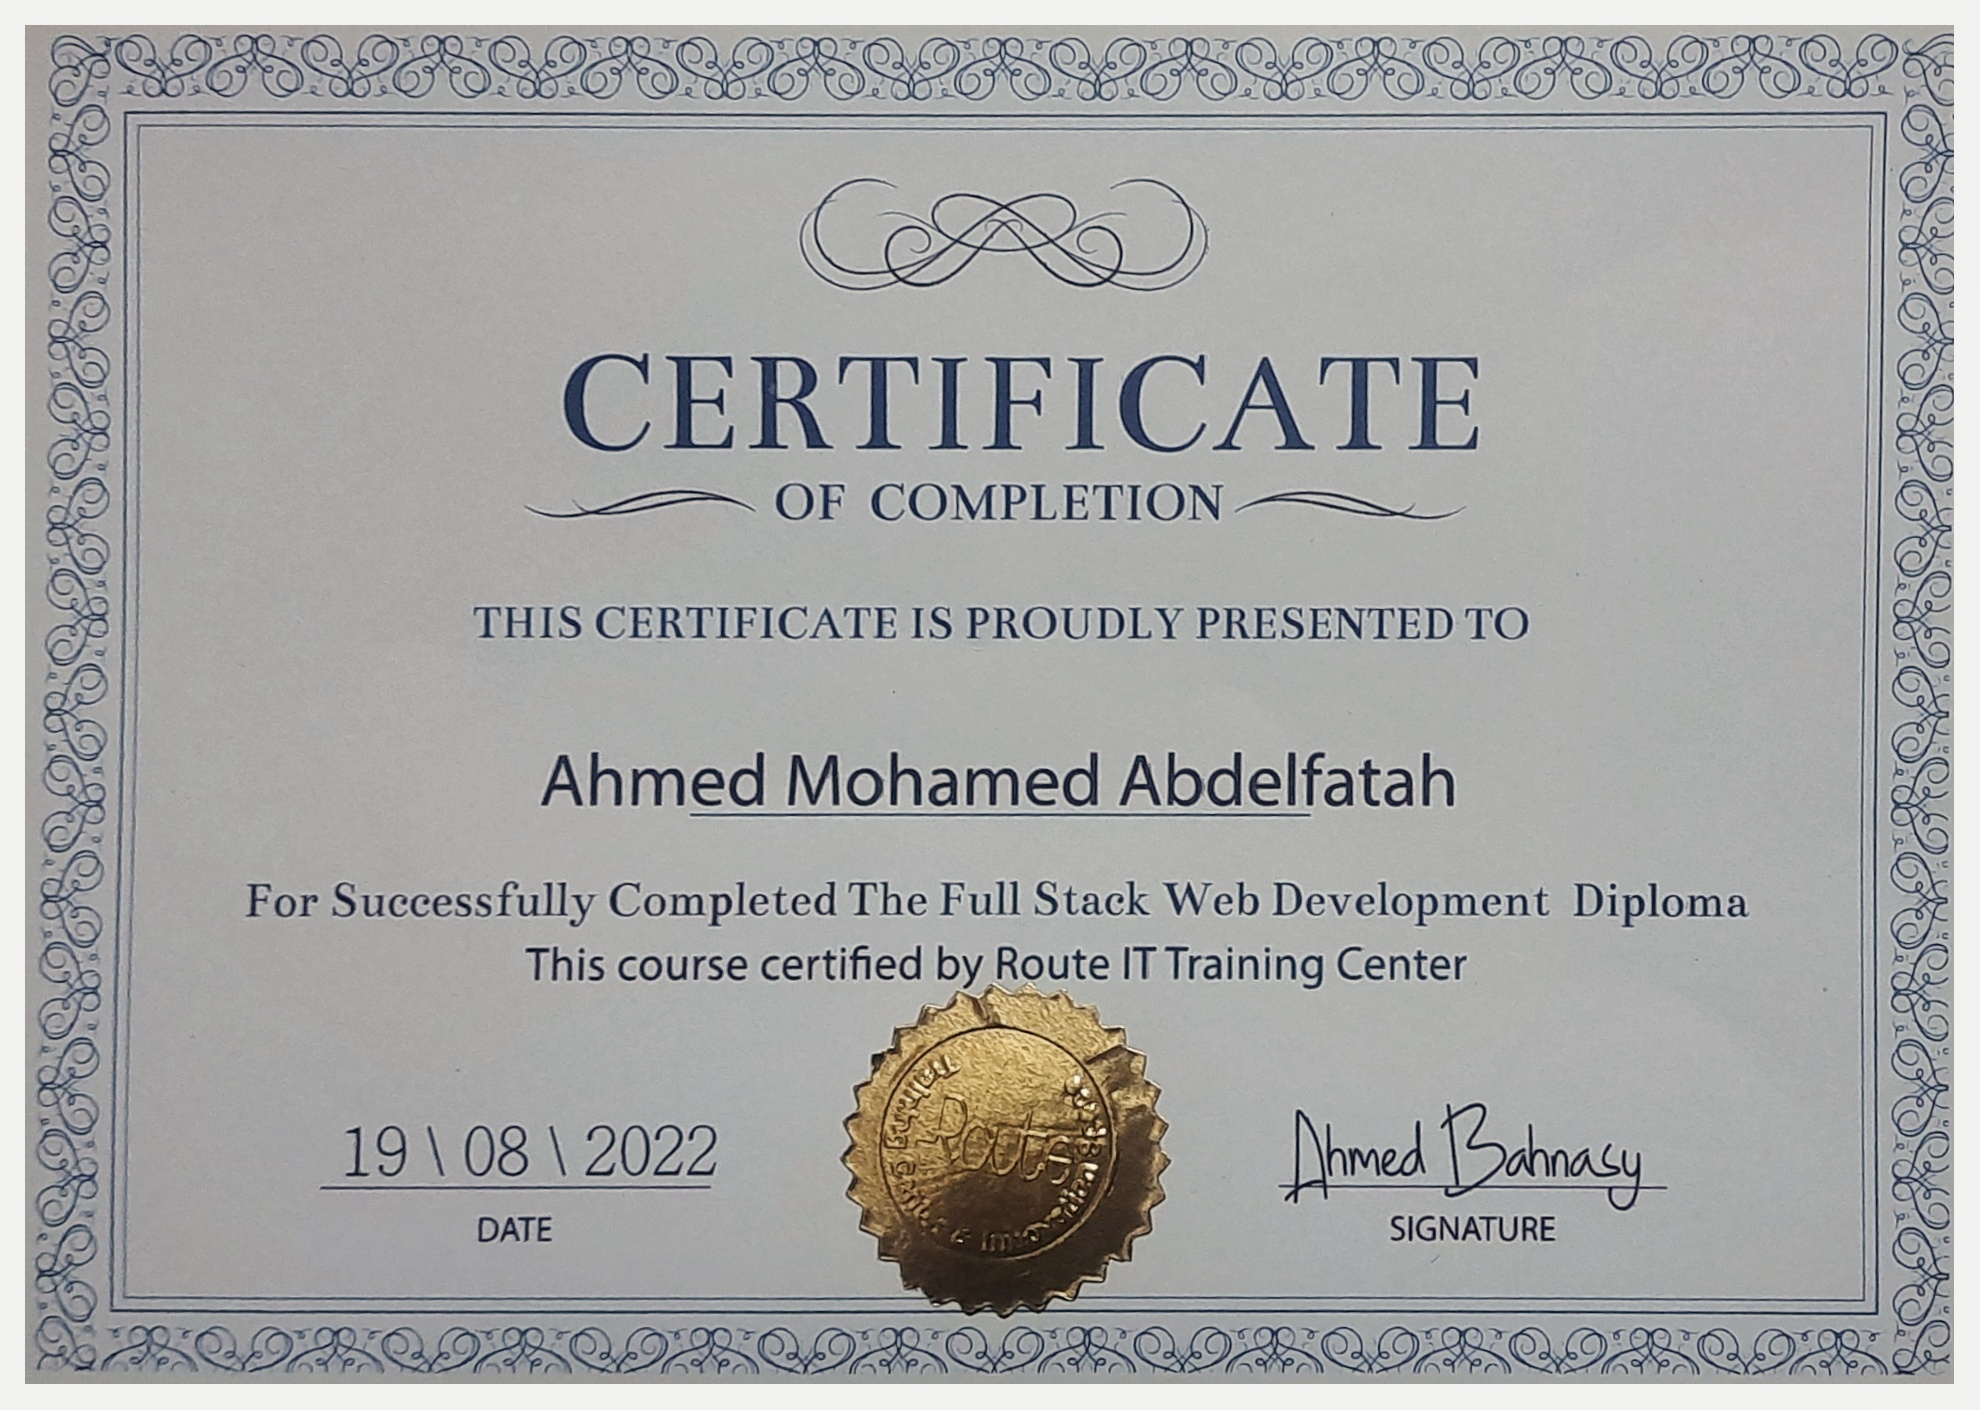 CERTIFICATE
OF COMPLETION
THIS CERTIFICATE IS PROUDLY PRESENTED TO
Ahmed Mohamed Abdelfatah
For Successfully Completed The Full Stack Web Development Diploma
This course certified by Route IT Training Center
Route
Training Center
19 \ 08 \ 2022
DATE
Ahmed Bahnasy
SIGNATURE